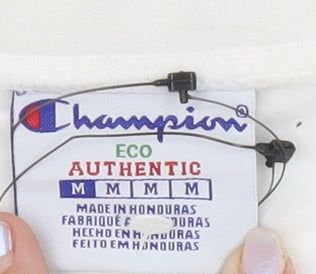 Champion®
ECO
AUTHENTIC
M M M M
MADE IN HONDURAS
FABRIQUÉ
HECHO EN HONDURAS
FEITO EM HONDURAS